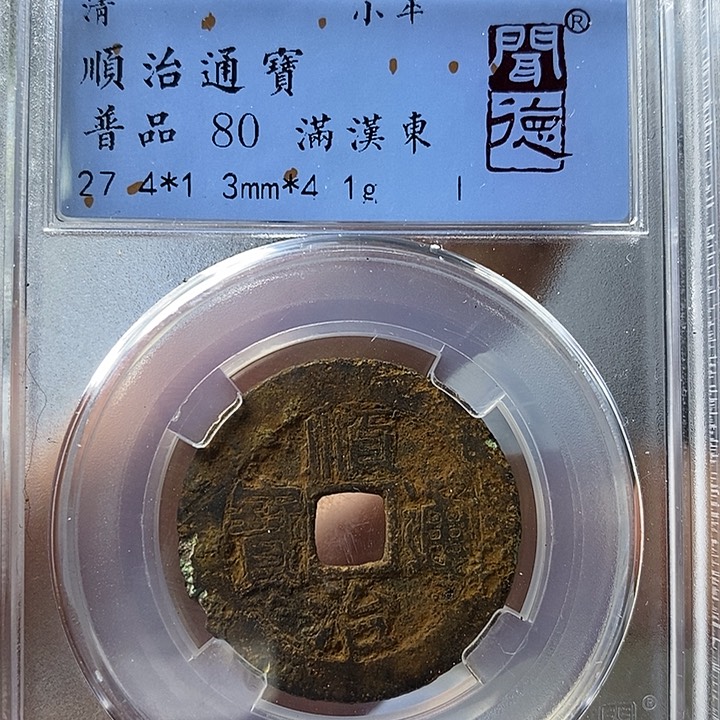 清 小平
順治通寶
普品 80 滿漢東
27 4*1 3mm*4 1g
聞德
®
順治通寶
®